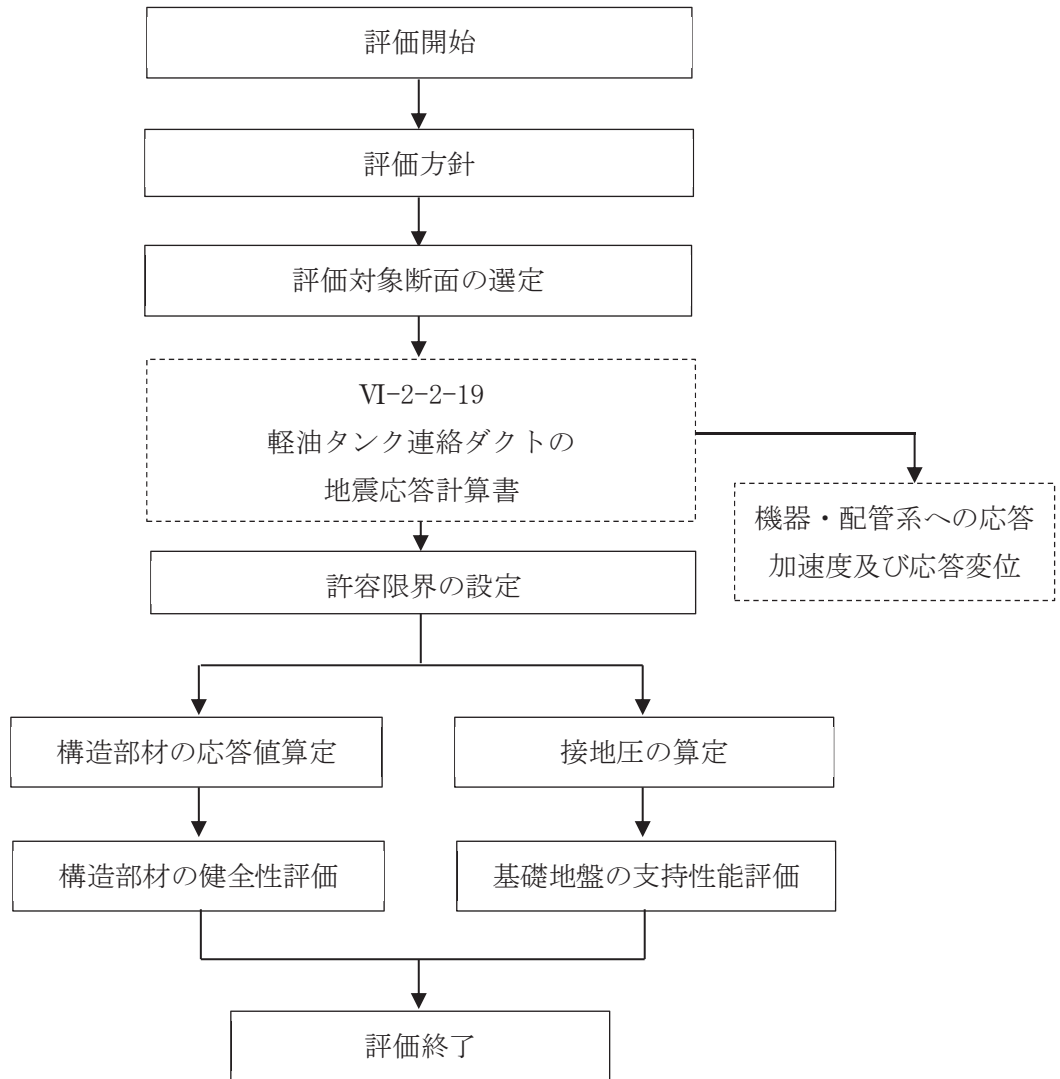 評価開始
評価方針
評価対象断面の選定
Ⅵ-2-2-19
軽油タンク連絡ダクトの
地震応答計算書
機器・配管系への応答
加速度及び応答変位
許容限界の設定
構造部材の応答値算定
接地圧の算定
構造部材の健全性評価
基礎地盤の支持性能評価
評価終了